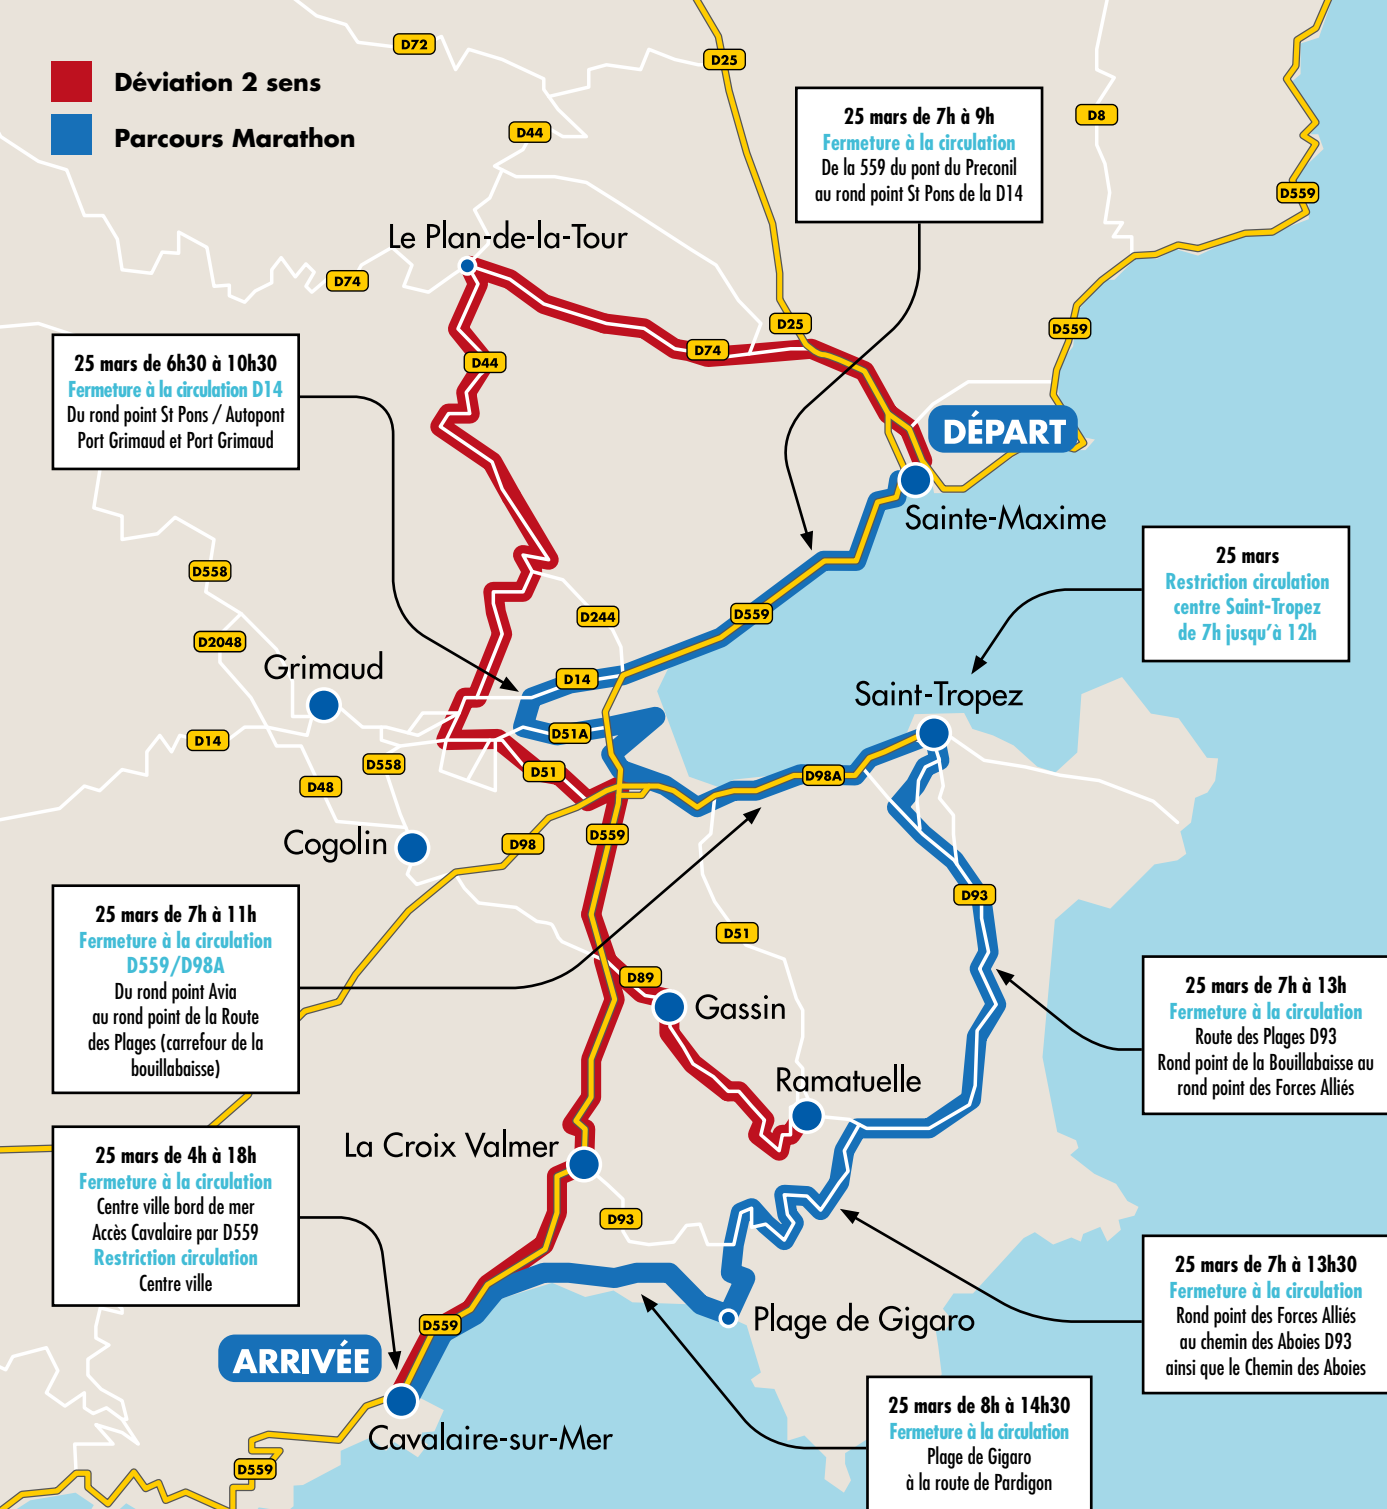 Déviation 2 sens
Parcours Marathon
D72
D25
D44
D8
25 mars de 7h à 9h
Fermeture à la circulation
De la 559 du pont du Preconil
au rond point St Pons de la D14
D559
Le Plan-de-la-Tour
D74
D25
D559
D74
D44
25 mars de 6h30 à 10h30
Fermeture à la circulation D14
Du rond point St Pons / Autopont
Port Grimaud et Port Grimaud
DÉPART
Sainte-Maxime
25 mars
Restriction circulation
centre Saint-Tropez
de 7h jusqu'à 12h
D558
D244
D559
D2048
Grimaud
D14
Saint-Tropez
D14
D51A
D558
D51
D98A
D48
Cogolin
D98
D559
D93
25 mars de 7h à 11h
Fermeture à la circulation
D559/D98A
Du rond point Avia
au rond point de la Route
des Plages (carrefour de la
bouillabaisse)
D51
D89
Gassin
25 mars de 7h à 13h
Fermeture à la circulation
Route des Plages D93
Rond point de la Bouillabaisse au
rond point des Forces Alliés
Ramatuelle
La Croix Valmer
25 mars de 4h à 18h
Fermeture à la circulation
Centre ville bord de mer
Accès Cavalaire par D559
Restriction circulation
Centre ville
D93
25 mars de 7h à 13h30
Fermeture à la circulation
Rond point des Forces Alliés
au chemin des Aboies D93
ainsi que le Chemin des Aboies
D559
Plage de Gigaro
ARRIVÉE
Cavalaire-sur-Mer
25 mars de 8h à 14h30
Fermeture à la circulation
Plage de Gigaro
à la route de Pardigon
D559